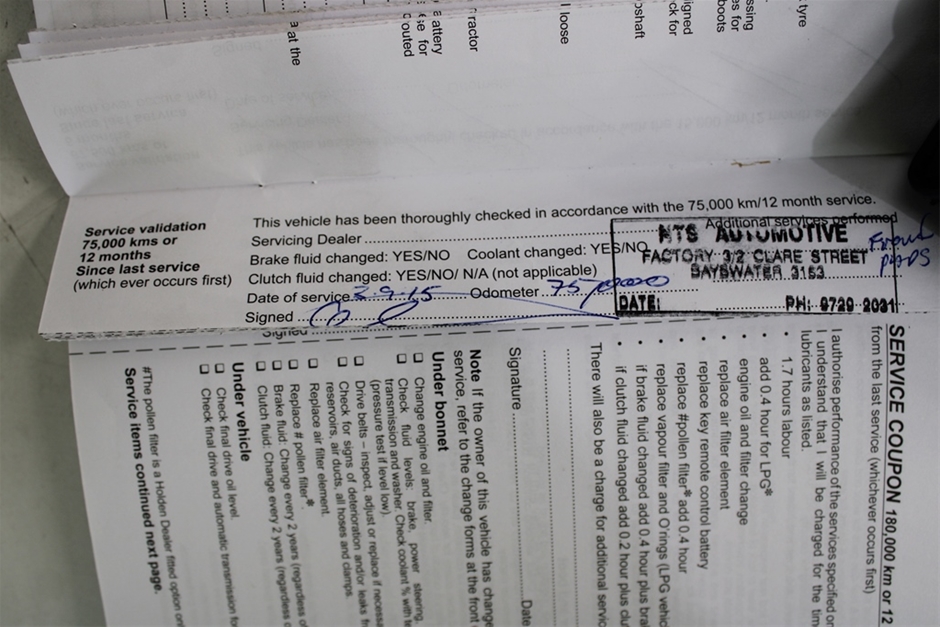 a at the
attery
se for
routed
ractor
l loose
oshaft
igned
ck for
ssing
es for
boots
tyre
Service validation
75,000 kms or
12 months
Since last service
(which ever occurs first)
This vehicle has been thoroughly checked in accordance with the 75,000 km/12 month service.
Additional services performed
Servicing Dealer
Brake fluid changed: YES/NO Coolant changed: YES/NO
Clutch fluid changed: YES/NO/ N/A (not applicable)
Date of service 3-9-15 Odometer 75,0000
Signed
NTS AUTOMOTIVE
FACTORY 3/2 CLARE STREET
BAYSWATER 3153
DATE: PH: 9729 2031
Front
pads
Signed
SERVICE COUPON 180,000 km or 12
from the last service (whichever occurs first)
I authorise performance of the services specified on
I understand that I will be charged for the tim
lubricants as listed.
• 1.7 hours labour
• add 0.4 hour for LPG*
• engine oil and filter change
• replace air filter element
• replace key remote control battery
• replace #pollen filter* add 0.4 hour
• replace vapour filter and O'rings (LPG vehic
• if brake fluid changed add 0.4 hour plus bra
• if clutch fluid changed add 0.2 hour plus clu
There will also be a charge for additional servic
Signature Date
Note If the owner of this vehicle has change
service, refer to the change forms at the front o
Under bonnet
❑ Change engine oil and filter.
❑ Check fluid levels: brake, power steering,
transmission and washer. Check coolant % with te
(pressure test if level low).
❑ Drive belts – inspect, adjust or replace if necessa
❑ Check for signs of deterioration and/or leaks fr
reservoirs, air ducts, all hoses and clamps.
❑ Replace air filter element.
❑ Replace # pollen filter*.
❑ Brake fluid: Change every 2 years (regardless of
❑ Clutch fluid: Change every 2 years (regardless o
Under vehicle
❑ Check final drive oil level.
❑ Check final drive and automatic transmission fo
#The pollen filter is a Holden Dealer fitted option on
Service items continued next page.